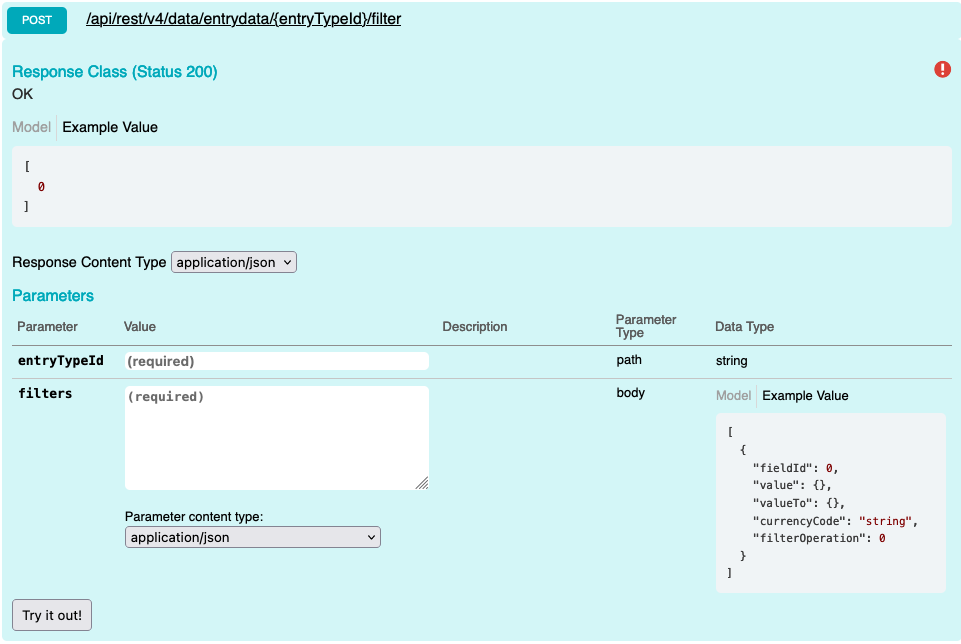 POST /api/rest/v4/data/entrydata/{entryTypeId}/filter
Response Class (Status 200)
OK
Model Example Value
[
0
]
Response Content Type application/json
Parameters
Parameter Value Description Parameter Type Data Type
entryTypeId (required) path string
filters (required) body Model Example Value
[
{
"fieldId": 0,
"value": {},
"valueTo": {},
"currencyCode": "string",
"filterOperation": 0
}
]
Parameter content type:
application/json
Try it out!